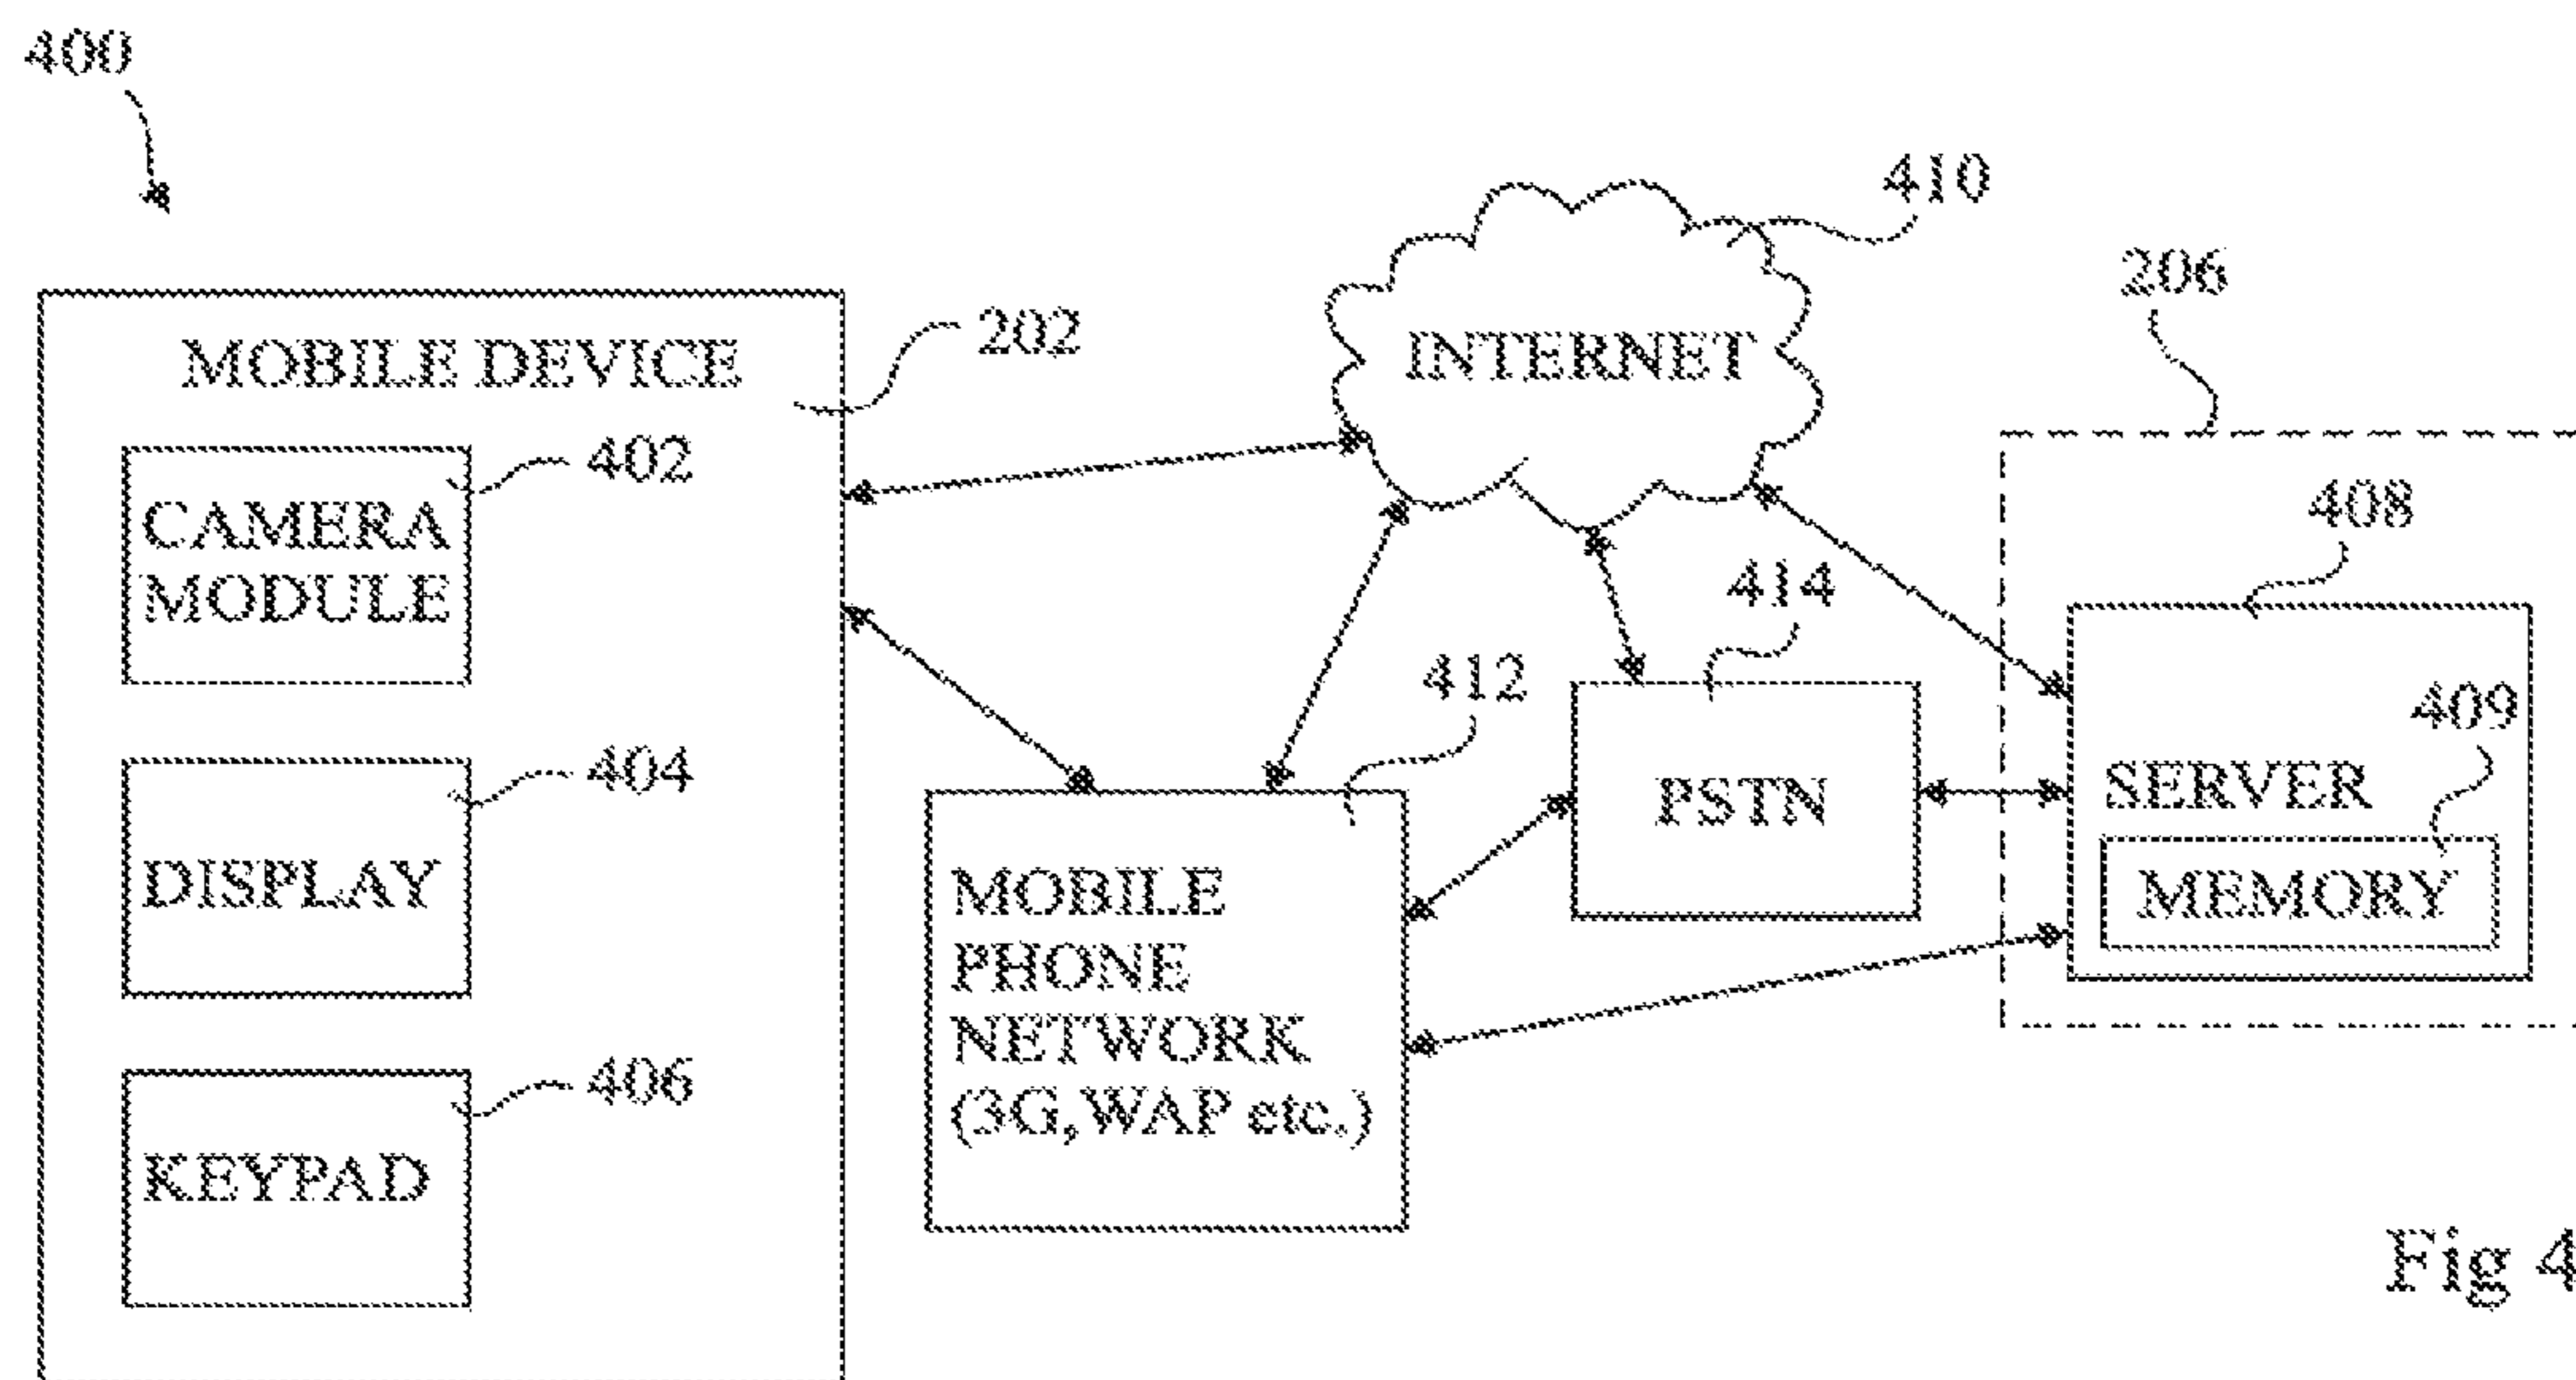 400
410
206
MOBILE DEVICE
202
INTERNET
402
CAMERA
MODULE
408
414
412
409
404
DISPLAY
PSTN
SERVER
MEMORY
MOBILE
PHONE
NETWORK
(3G, WAP etc.)
406
KEYPAD
Fig 4